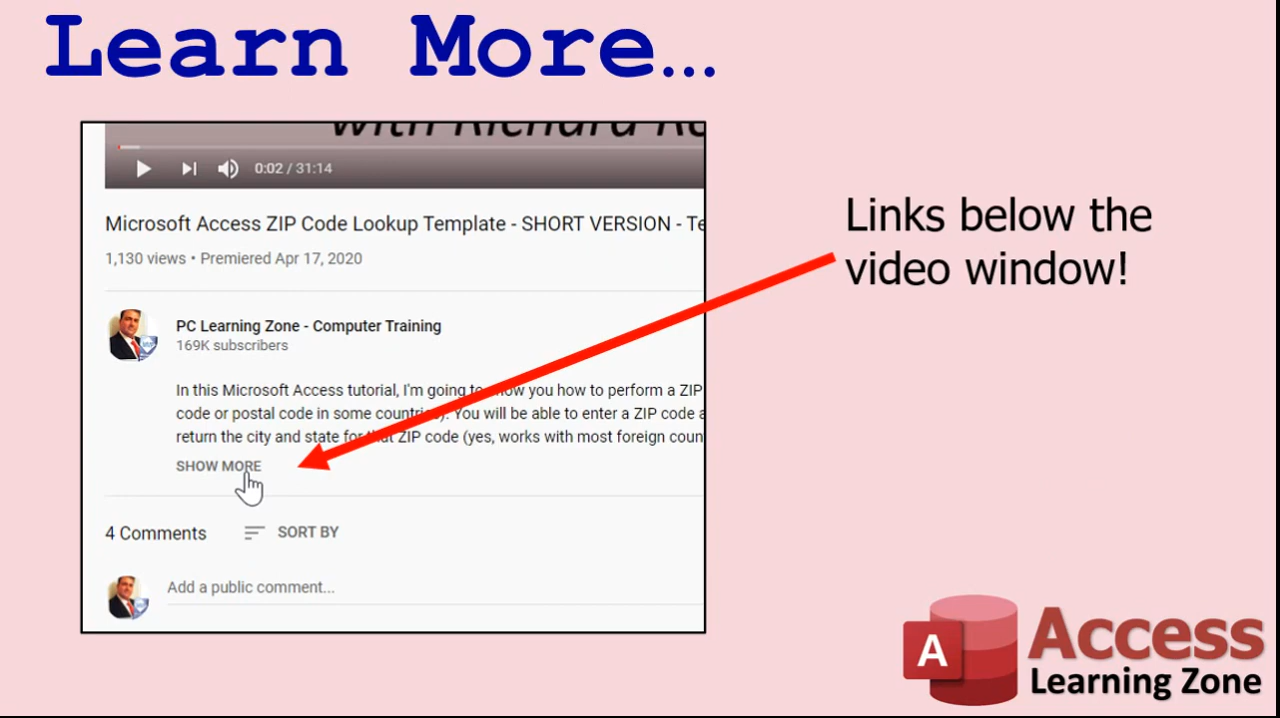 Learn More...
with Richard
0:02 / 31:14
Microsoft Access ZIP Code Lookup Template - SHORT VERSION - Te
1,130 views • Premiered Apr 17, 2020
Links below the
video window!
PC Learning Zone - Computer Training
169K subscribers
In this Microsoft Access tutorial, I'm going to show you how to perform a ZIP
code or postal code in some countries). You will be able to enter a ZIP code a
return the city and state for that ZIP code (yes, works with most foreign coun
SHOW MORE
4 Comments SORT BY
Add a public comment...
A
Access
Learning Zone